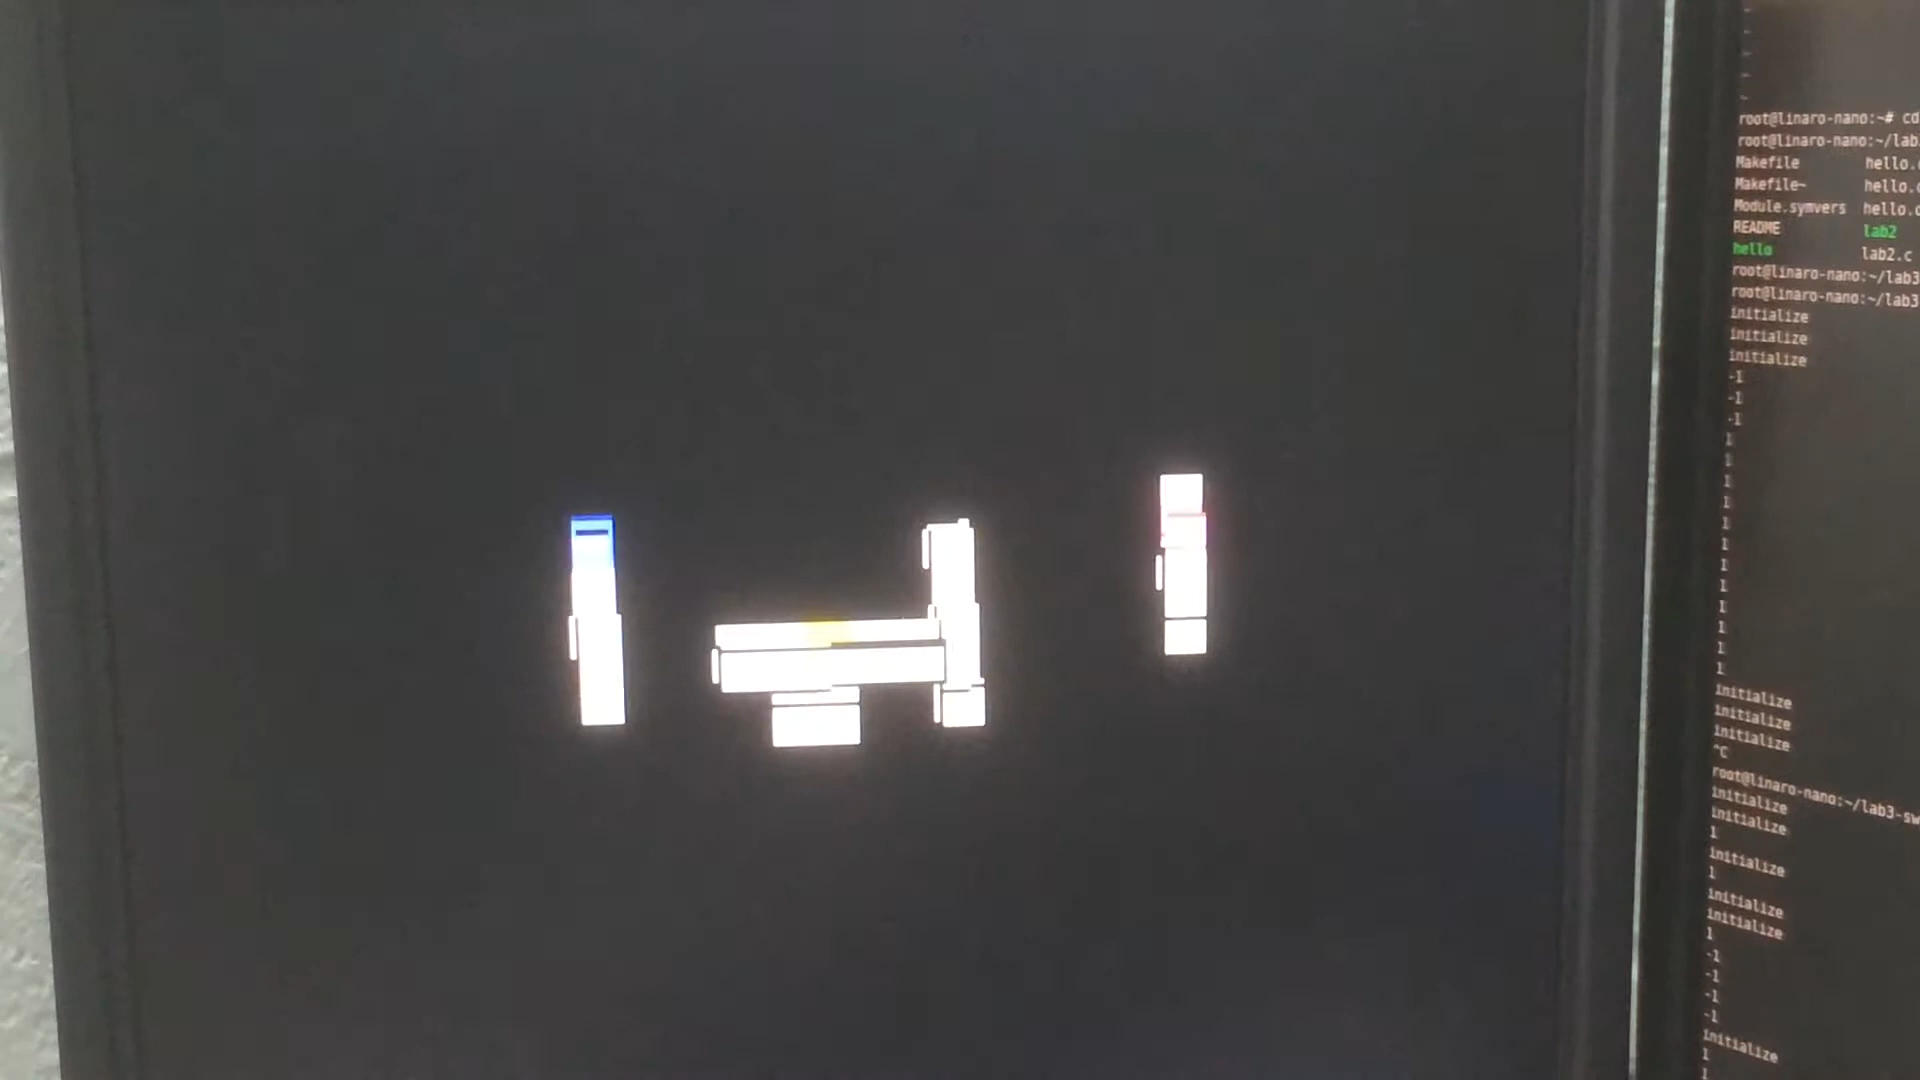 root@linaro-nano:~# cd
root@linaro-nano:~/lab
Makefile hello.
Makefile~ hello.
Module.symvers hello.
README lab2
hello lab2.c
root@linaro-nano:~/lab3
root@linaro-nano:~/lab3
initialize
initialize
initialize
-1
-1
-1
1
1
1
1
1
1
1
1
1
1
1
1
initialize
initialize
initialize
^C
root@linaro-nano:~/lab3-sw
initialize
initialize
1
initialize
1
initialize
initialize
1
-1
-1
-1
-1
initialize
1
1